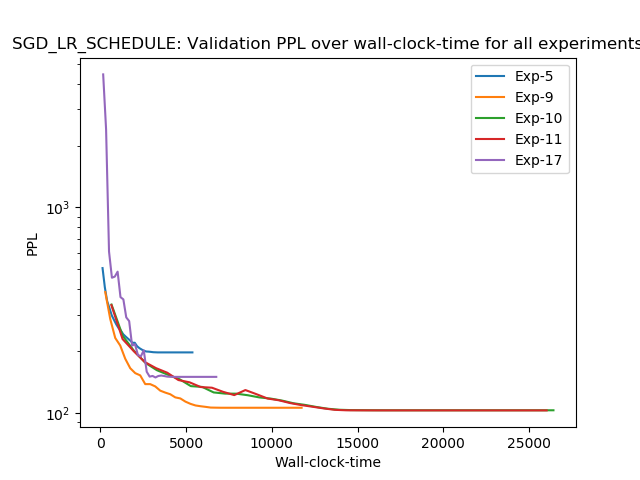 SGD_LR_SCHEDULE: Validation PPL over wall-clock-time for all experiments
Exp-5
Exp-9
Exp-10
Exp-11
Exp-17
PPL
10³
10²
0 5000 10000 15000 20000 25000
Wall-clock-time